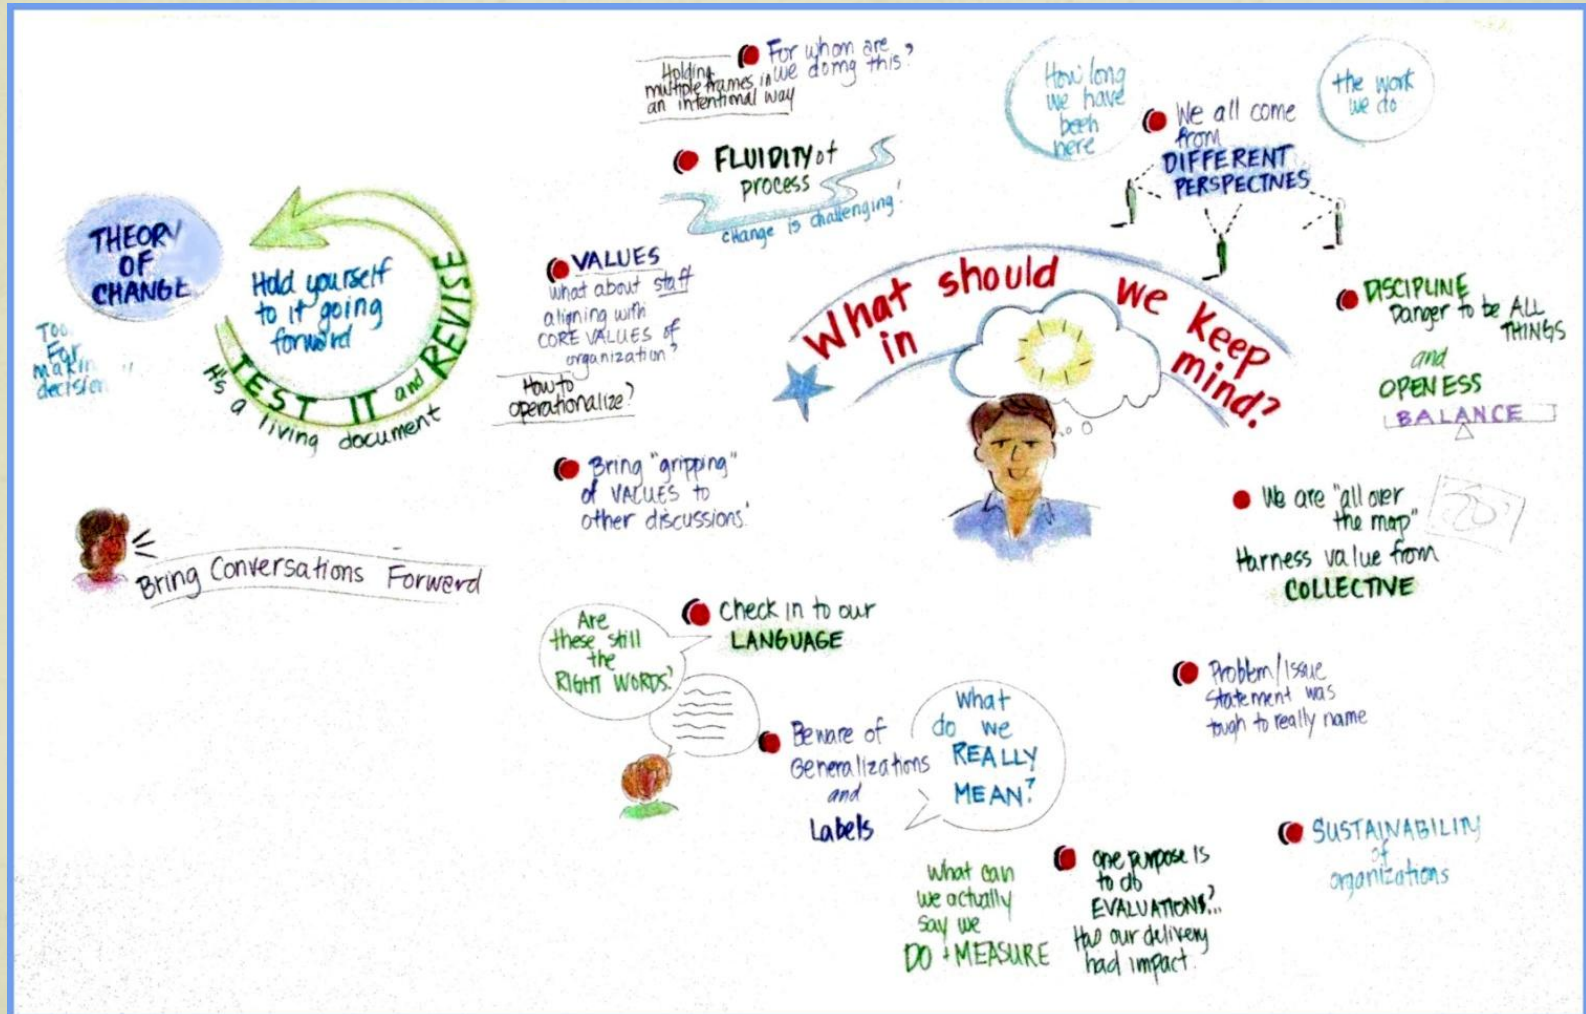 THEORY
OF
CHANGE
Hold yourself
to it going
forward
TEST IT and REVISE
It's a living document
For
decision
Bring Conversations Forward
For whom are
we doing this?
Holding
multiple frames in
an intentional way
FLUIDITY of
process
change is challenging!
VALUES
what about staff
aligning with
CORE VALUES of
organization?
How to
operationalize?
Bring "gripping"
of VALUES to
other discussions
Check in to our
LANGUAGE
Are
these still
the
RIGHT WORDS?
Beware of
Generalizations
and
Labels
What
do we
REALLY
MEAN?
What can
we actually
say we
DO + MEASURE
one purpose is
to do
EVALUATIONS?..
Has our delivery
had impact.
What should we keep
in mind?
How long
we have
been
here
We all come
from
DIFFERENT
PERSPECTIVES
the work
we do
DISCIPLINE
Danger to be ALL
THINGS
and
OPENESS
BALANCE
We are "all over
the map"
Harness value from
COLLECTIVE
Problem/Issue
statement was
tough to really name
SUSTAINABILITY
of
organizations